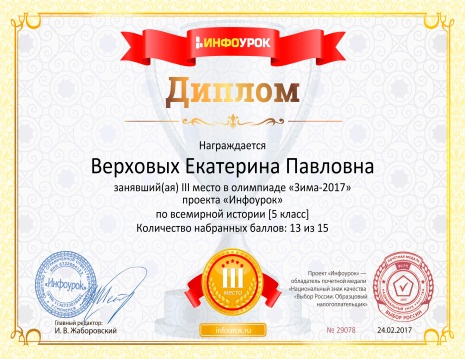 ИНФОУРОК
Диплом
Награждается
Верховых Екатерина Павловна
занявший(ая) III место в олимпиаде «Зима-2017»
проекта «Инфоурок»
по всемирной истории [5 класс]
Количество набранных баллов: 13 из 15
«Инфоурок»
Главный редактор:
И. В. Жаборовский
III
место
infourok.ru
Проект «Инфоурок» —
обладатель почетной медали
«Национальный знак качества
«Выбор России. Образцовый
налогоплательщик»
№ 29078
24.02.2017
ВЫБОР РОССИИ